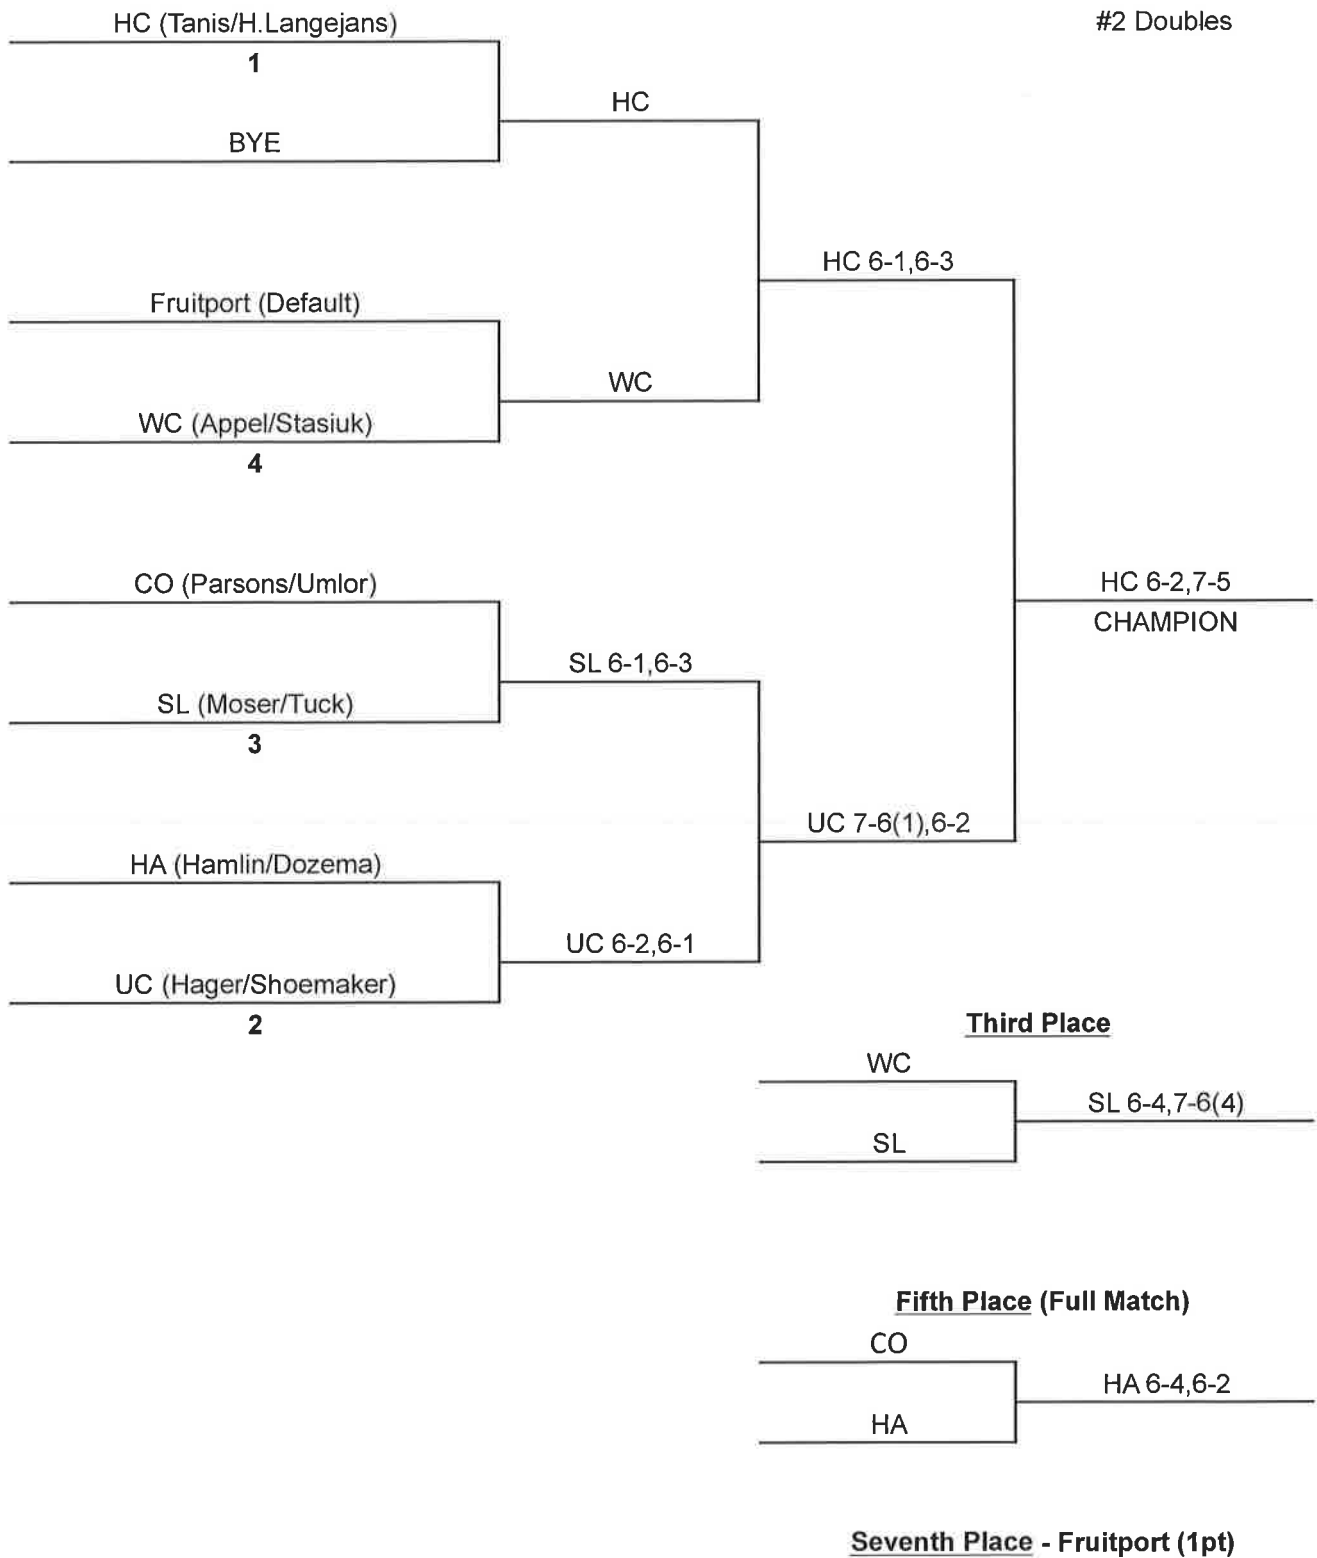 HC (Tanis/H.Langejans)
#2 Doubles
1
HC
BYE
HC 6-1,6-3
Fruitport (Default)
WC
WC (Appel/Stasiuk)
4
CO (Parsons/Umlor)
HC 6-2,7-5
CHAMPION
SL 6-1,6-3
SL (Moser/Tuck)
3
UC 7-6(1),6-2
HA (Hamlin/Dozema)
UC 6-2,6-1
UC (Hager/Shoemaker)
2
Third Place
WC
SL 6-4,7-6(4)
SL
Fifth Place (Full Match)
CO
HA 6-4,6-2
HA
Seventh Place - Fruitport (1pt)